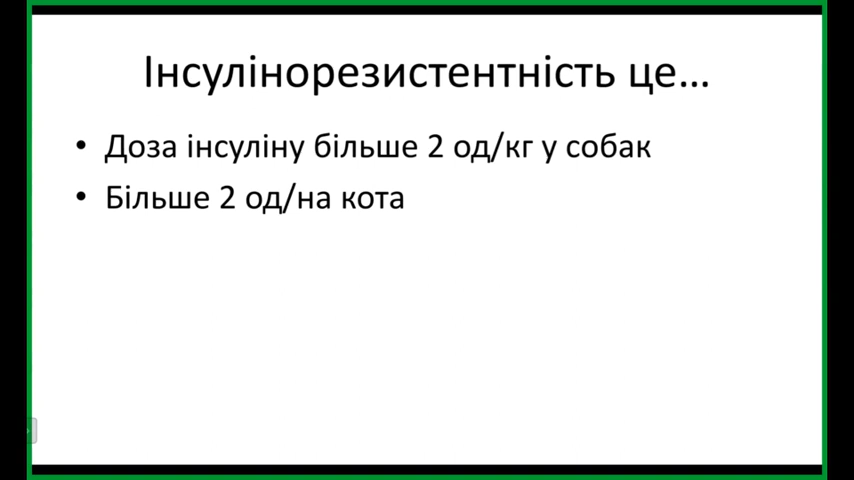 Інсулінорезистентність це...
• Доза інсуліну більше 2 од/кг у собак
• Більше 2 од/на кота